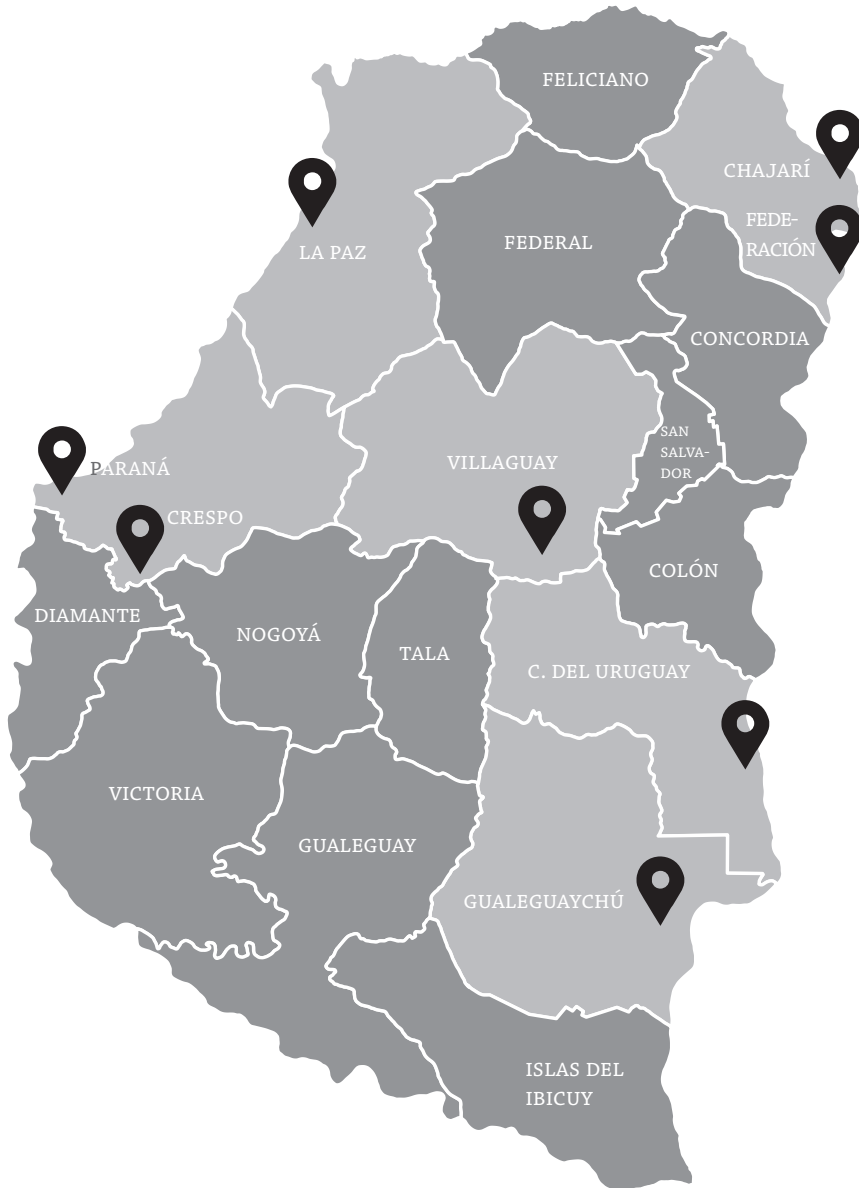 FELICIANO
CHAJARÍ
FEDE-
RACIÓN
FEDERAL
LA PAZ
CONCORDIA
SAN
SALVA-
DOR
VILLAGUAY
PARANÁ
CRESPO
COLÓN
DIAMANTE
NOGOYÁ
TALA
C. DEL URUGUAY
VICTORIA
GUALEGUAY
GUALEGUAYCHÚ
ISLAS DEL
IBICUY